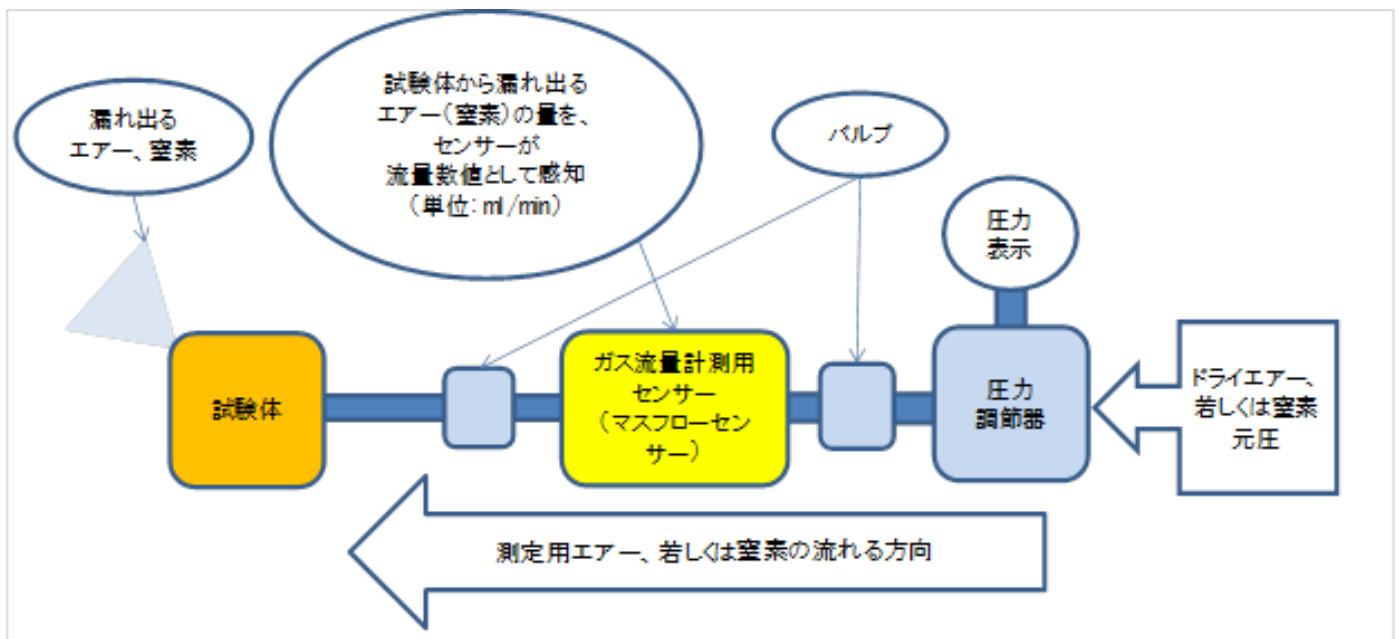 漏れ出る
エアー、窒素
試験体から漏れ出る
エアー（窒素）の量を、
センサーが
流量数値として感知
（単位：ml/min）
バルブ
圧力
表示
試験体
ガス流量計測用
センサー
（マスフローセン
サー）
圧力
調節器
ドライエアー、
若しくは窒素
元圧
測定用エアー、若しくは窒素の流れる方向